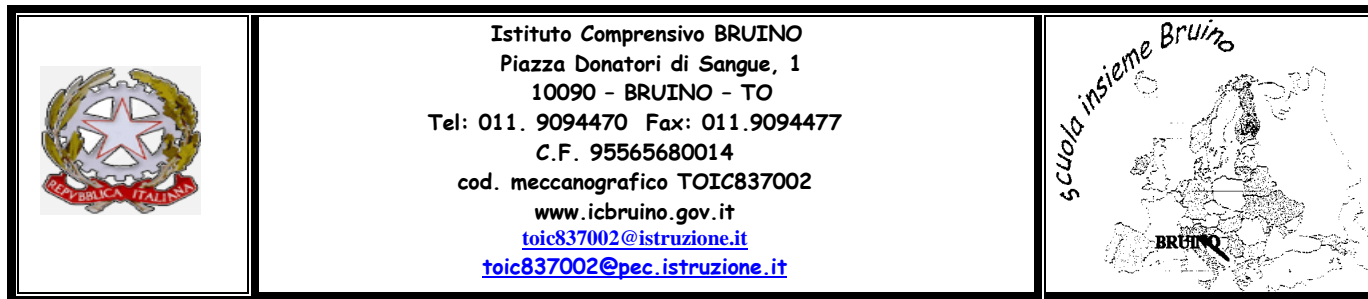 REPVBBLICA ITALIANA
Istituto Comprensivo BRUINO
Piazza Donatori di Sangue, 1
10090 – BRUINO – TO
Tel: 011. 9094470 Fax: 011.9094477
C.F. 95565680014
cod. meccanografico TOIC837002
www.icbruino.gov.it
toic837002@istruzione.it
toic837002@pec.istruzione.it
scuola insieme Bruino
BRUINO